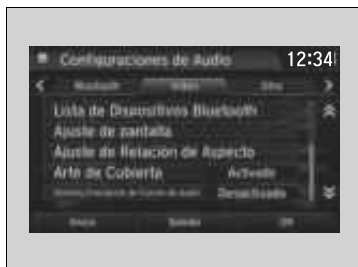 Configuraciones de Audio 12:34
Bluetooth Otro
Lista de Dispositivos Bluetooth
Ajuste de pantalla
Ajuste de Relación de Aspecto
Arte de Cubierta Activado
Desactivado
Sonido